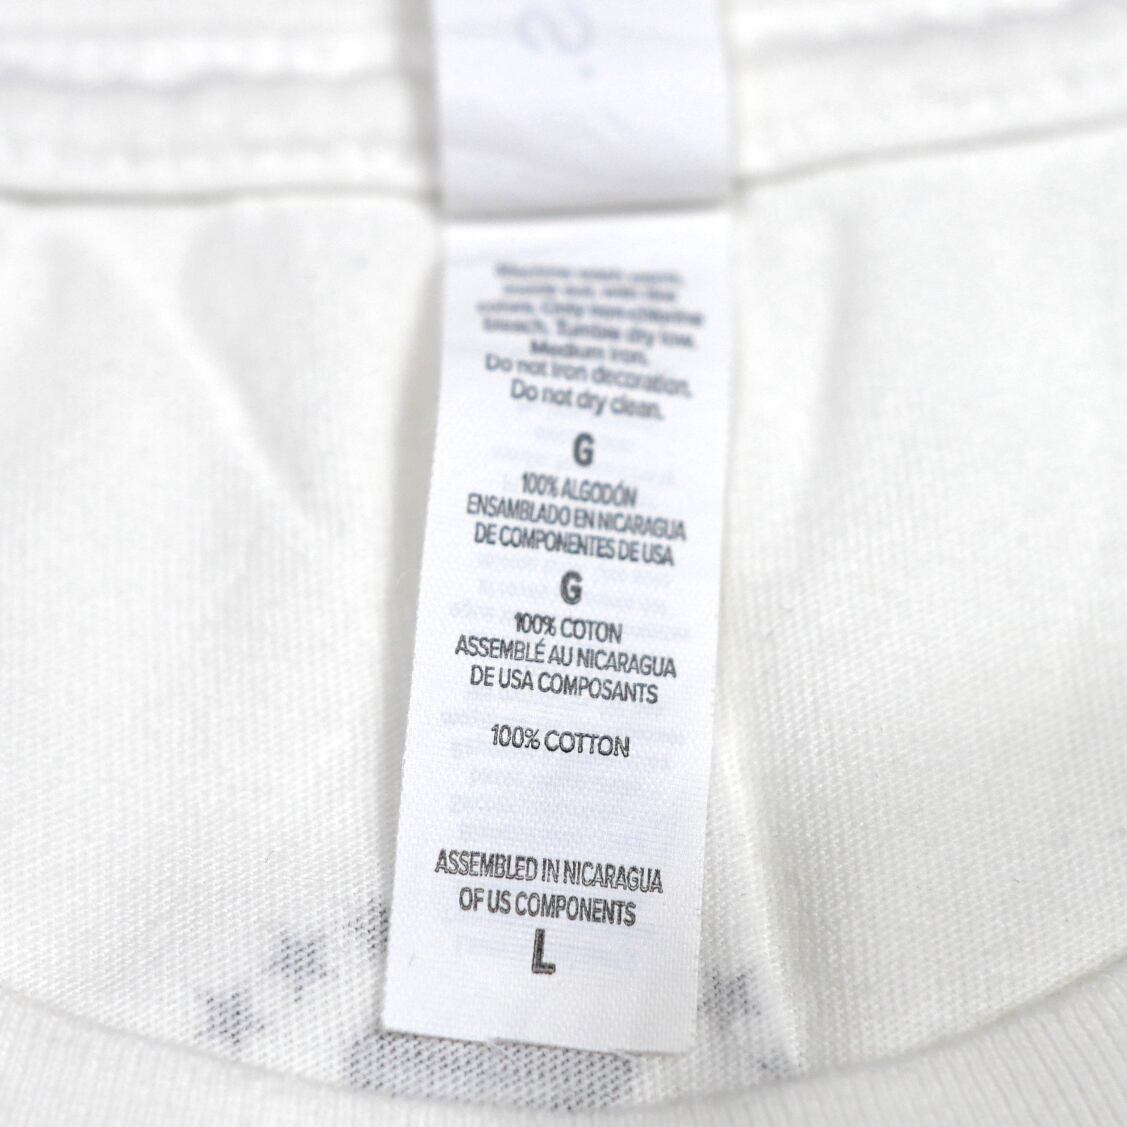 Machine wash warm,
inside out, with like
colors. Only non-chlorine
bleach. Tumble dry low.
Medium iron.
Do not iron decoration.
Do not dry clean.
G
100% ALGODÓN
ENSAMBLADO EN NICARAGUA
DE COMPONENTES DE USA
G
100% COTON
ASSEMBLÉ AU NICARAGUA
DE USA COMPOSANTS
100% COTTON
ASSEMBLED IN NICARAGUA
OF US COMPONENTS
L